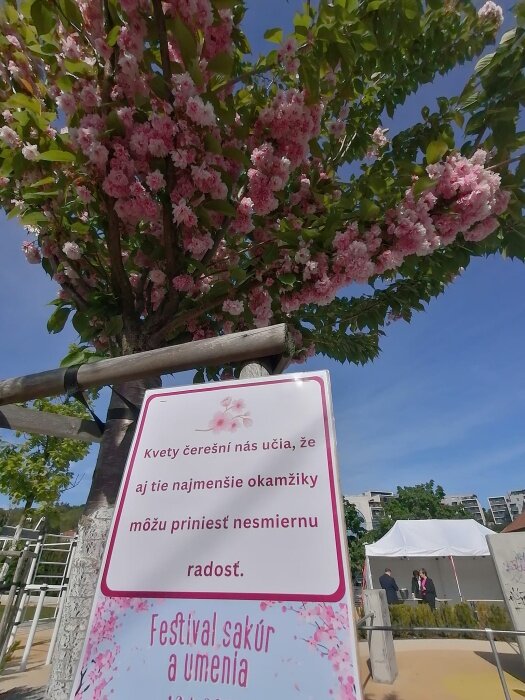 Kvety čerešní nás učia, že
aj tie najmenšie okamžiky
môžu priniesť nesmiernu
radosť.
Festival sakúr
a umenia